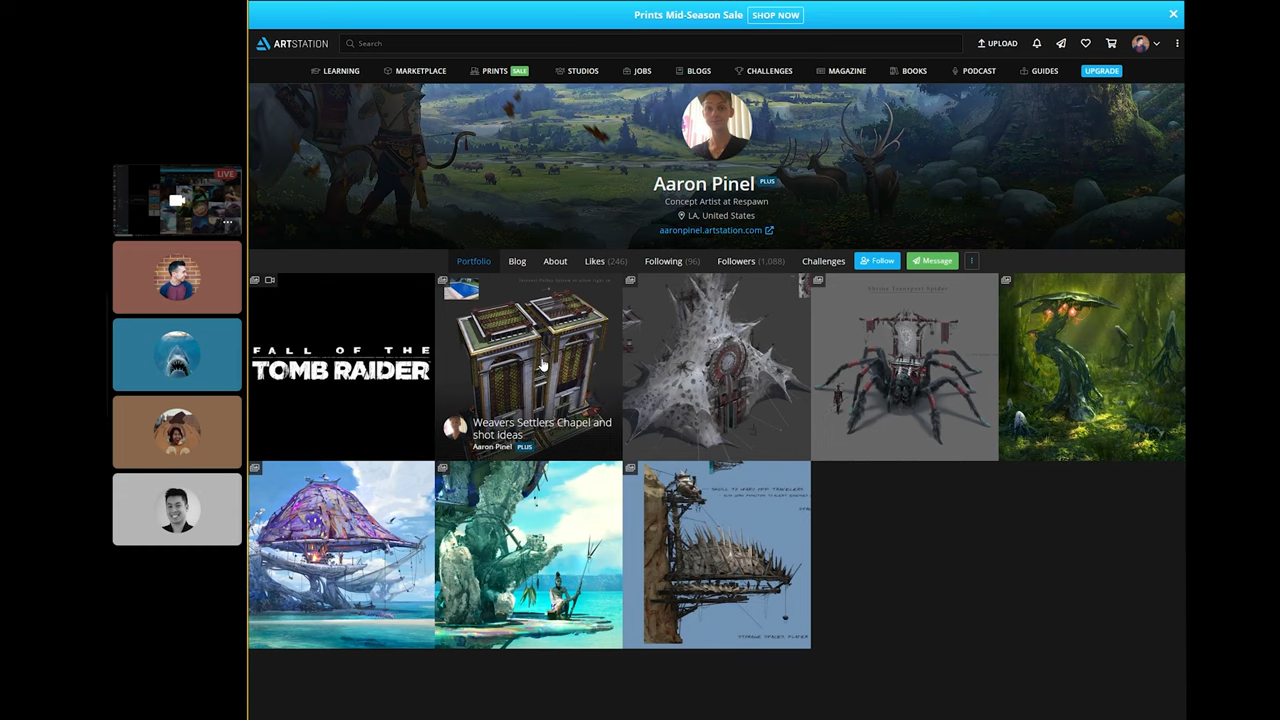 Prints Mid-Season Sale SHOP NOW
ARTSTATION Search UPLOAD
LEARNING MARKETPLACE PRINTS SALE STUDIOS JOBS BLOGS CHALLENGES MAGAZINE BOOKS PODCAST GUIDES UPGRADE
LIVE
Aaron Pinel PLUS
Concept Artist at Respawn
LA, United States
aaronpinel.artstation.com
Portfolio Blog About Likes (246) Following (96) Followers (1,088) Challenges Follow Message
FALL OF THE
TOMB RAIDER
Weavers Settlers Chapel and
shot ideas
Aaron Pinel PLUS
Shrine Transport Spider